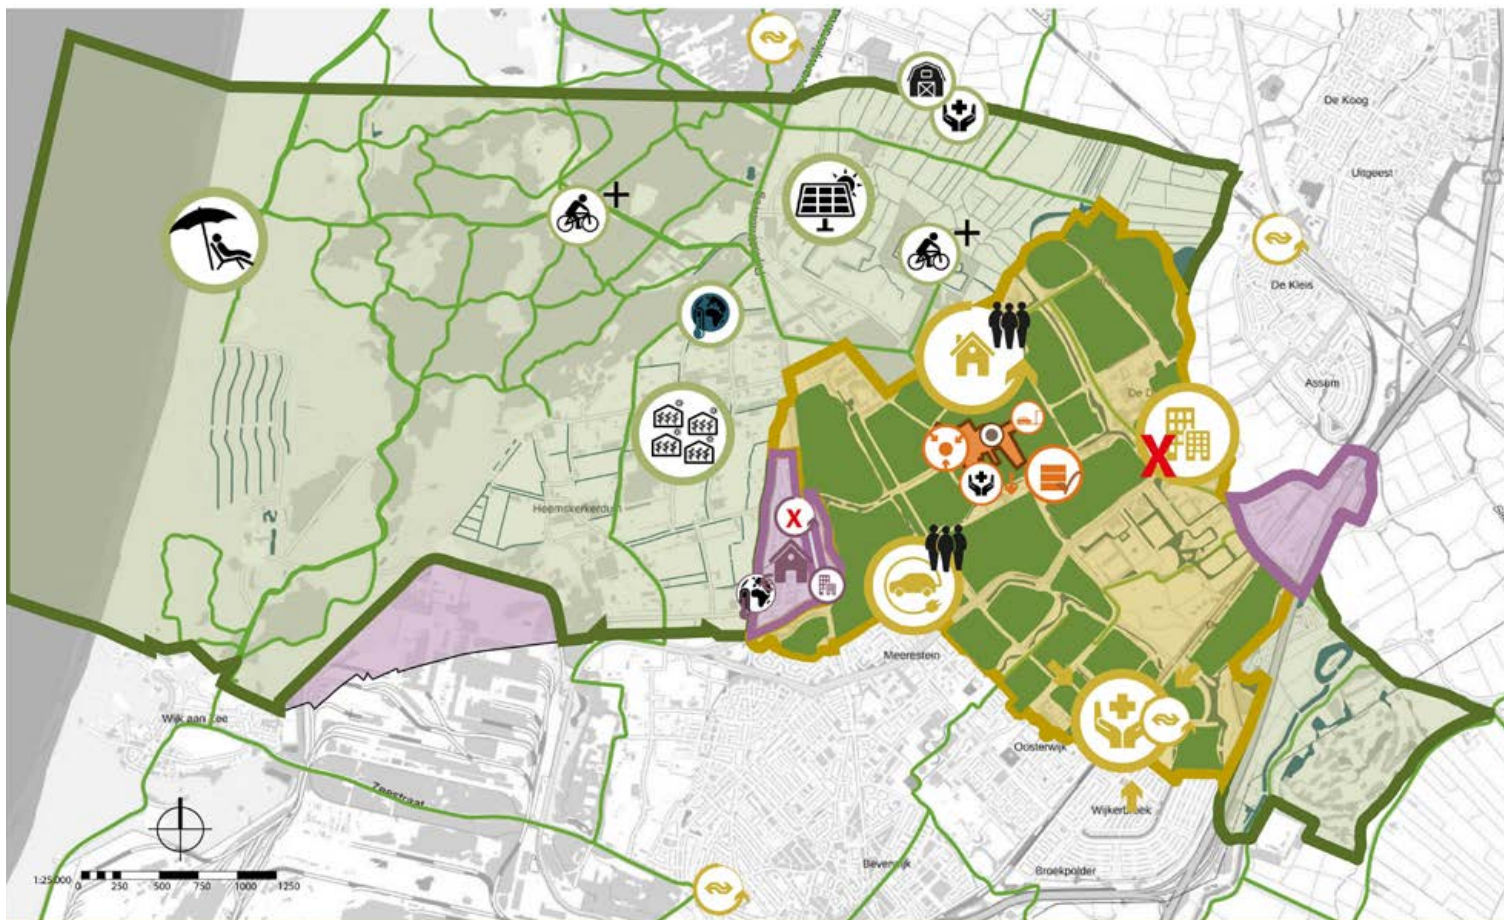 De Koog
Uitgeest
De Kleis
Assum
Heemskerkerduin
X
X
Meerestein
Wijk aan Zee
Oosterwijk
Zeestraat
Wijkerbroek
Beverwijk
Broekpolder
1:25.000
0 250 500 750 1000 1250